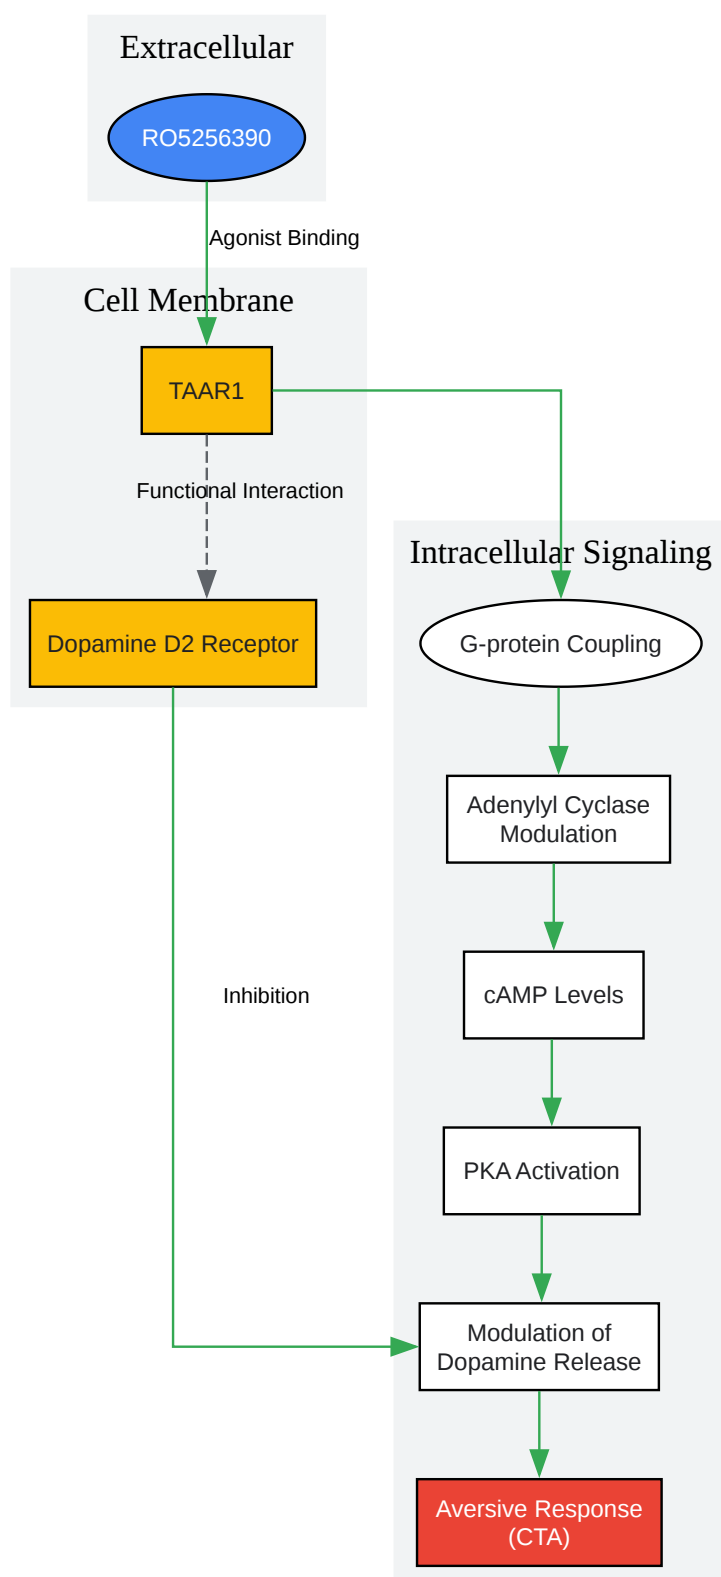 Extracellular
RO5256390
Agonist Binding
Cell Membrane
TAAR1
Functional Interaction
Intracellular Signaling
Dopamine D2 Receptor
G-protein Coupling
Adenylyl Cyclase
Modulation
cAMP Levels
Inhibition
PKA Activation
Modulation of
Dopamine Release
Aversive Response
(CTA)